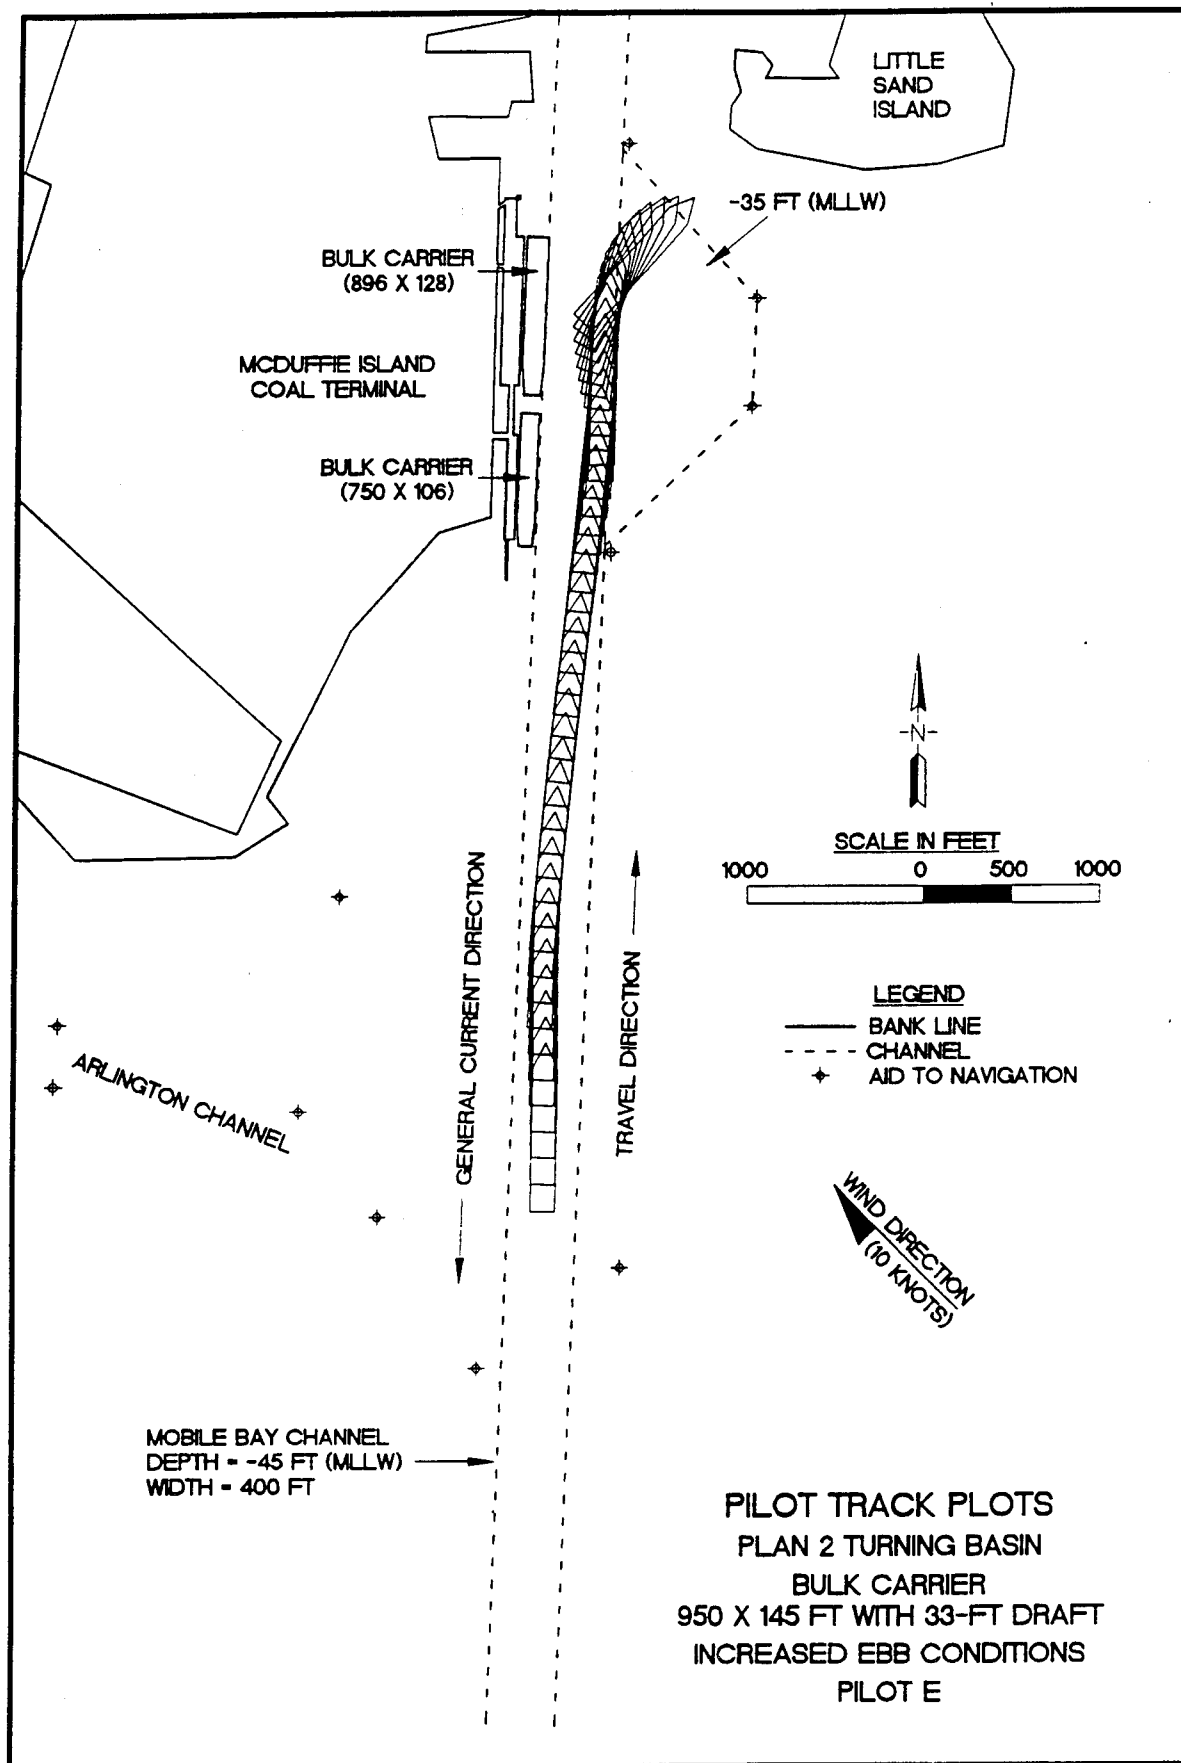 LITTLE
SAND
ISLAND
-35 FT (MLLW)
BULK CARRIER
(896 X 128)
MCDUFFIE ISLAND
COAL TERMINAL
BULK CARRIER
(750 X 106)
-N-
SCALE IN FEET
1000 0 500 1000
GENERAL CURRENT DIRECTION
TRAVEL DIRECTION
LEGEND
BANK LINE
CHANNEL
AID TO NAVIGATION
ARLINGTON CHANNEL
WIND DIRECTION
(10 KNOTS)
MOBILE BAY CHANNEL
DEPTH = -45 FT (MLLW)
WIDTH = 400 FT
PILOT TRACK PLOTS
PLAN 2 TURNING BASIN
BULK CARRIER
950 X 145 FT WITH 33-FT DRAFT
INCREASED EBB CONDITIONS
PILOT E